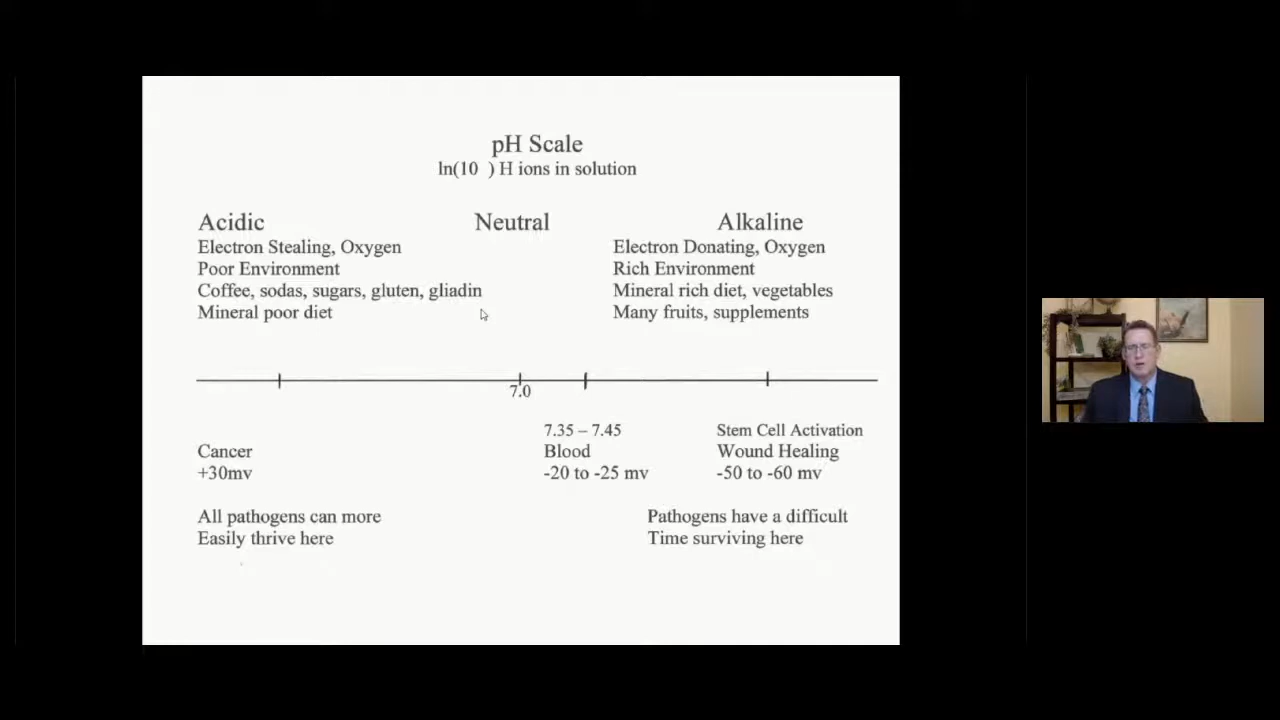 pH Scale
ln(10 ) H ions in solution
Acidic
Electron Stealing, Oxygen
Poor Environment
Coffee, sodas, sugars, gluten, gliadin
Mineral poor diet
Neutral
Alkaline
Electron Donating, Oxygen
Rich Environment
Mineral rich diet, vegetables
Many fruits, supplements
7.0
Cancer
+30mv
7.35 – 7.45
Blood
-20 to -25 mv
Stem Cell Activation
Wound Healing
-50 to -60 mv
All pathogens can more
Easily thrive here
Pathogens have a difficult
Time surviving here